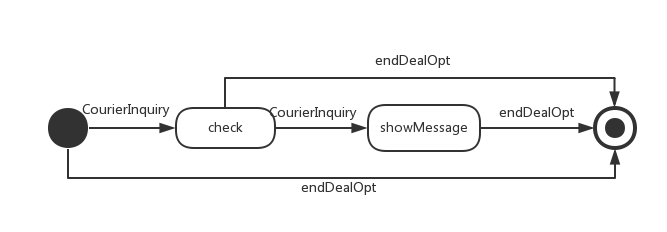 endDealOpt
CourierInquiry
check
CourierInquiry
showMessage
endDealOpt
endDealOpt